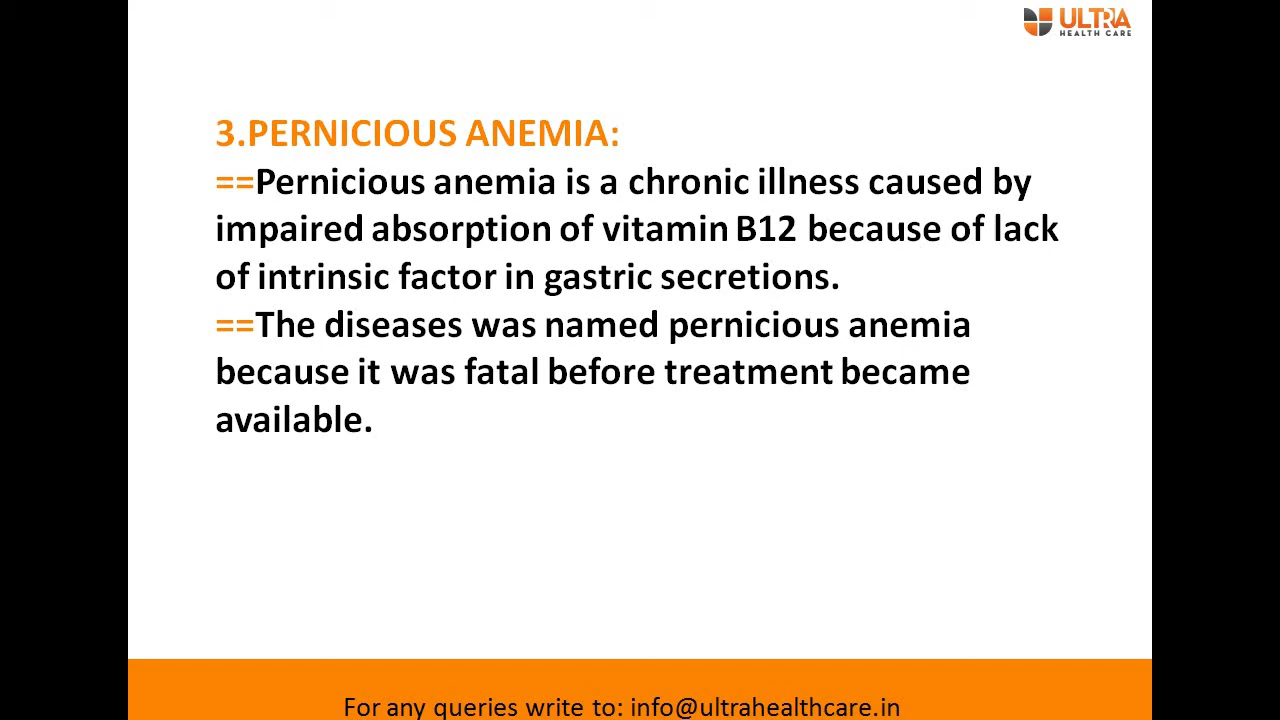 ULTRA
HEALTH CARE
3.PERNICIOUS ANEMIA:
==Pernicious anemia is a chronic illness caused by
impaired absorption of vitamin B12 because of lack
of intrinsic factor in gastric secretions.
==The diseases was named pernicious anemia
because it was fatal before treatment became
available.
For any queries write to: info@ultrahealthcare.in